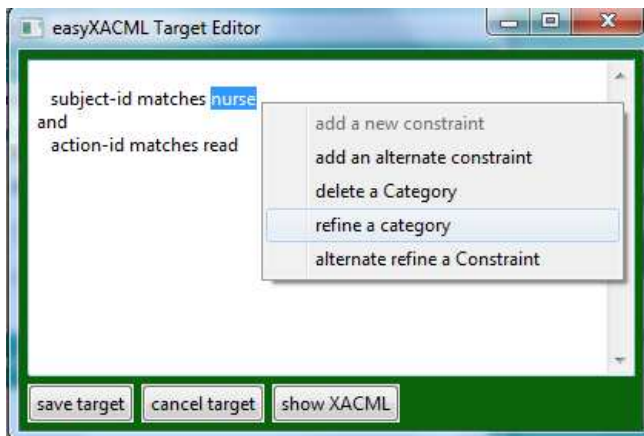 easyXACML Target Editor
subject-id matches nurse
and
action-id matches read
add a new constraint
add an alternate constraint
delete a Category
refine a category
alternate refine a Constraint
save target
cancel target
show XACML